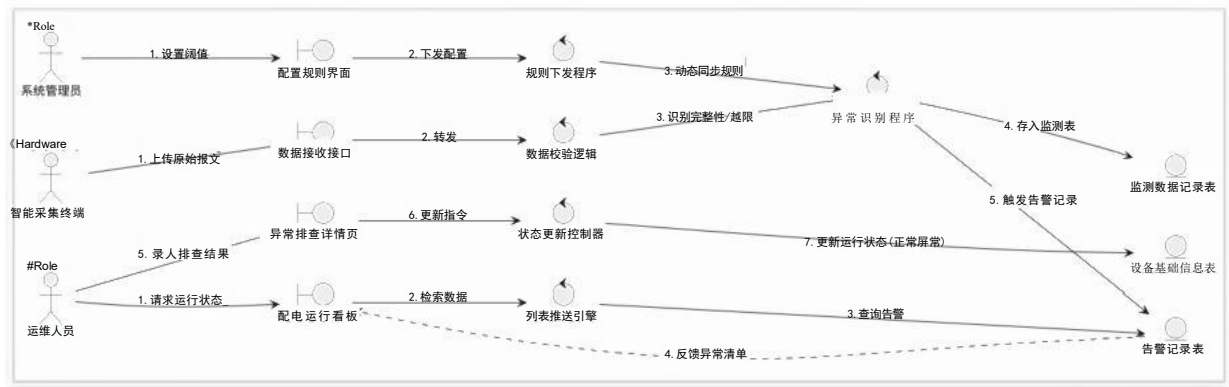 *Role
1. 设置阔值
2. 下发配置
3. 动态同步规则
系统管理员
配置规则界面
规则下发程序
异常识别程序
3. 识别完整性/越限
4. 存入监测表
《Hardware
1. 上传原始报文
2. 转发
数据接收接口
数据校验逻辑
监测数据记录表
智能采集终端
5. 触发告警记录
6. 更新指令
异常排查详情页
状态更新控制器
7. 更新运行状态(正常屏常)
5. 录人排查结果
设备基础信息表
#Role
1. 请求运行状态
2. 检索数据
3. 查询告警
运维人员
配电运行看板
列表推送引擎
告警记录表
4. 反馈异常清单